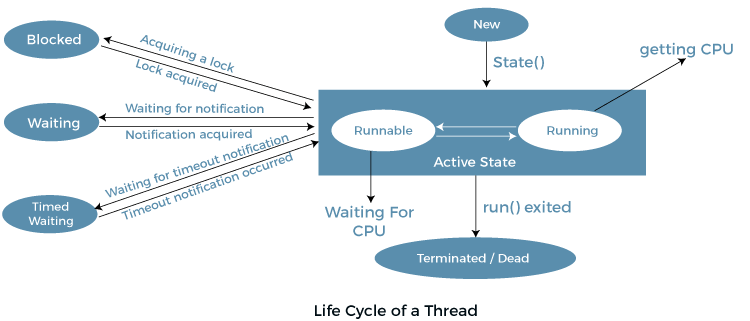 New
Blocked
Acquiring a lock
Lock acquired
State()
getting CPU
Waiting
Waiting for notification
Notification acquired
Runnable
Running
Active State
Waiting for timeout notification
Timeout notification occurred
Timed
Waiting
Waiting For
CPU
run() exited
Terminated / Dead
Life Cycle of a Thread